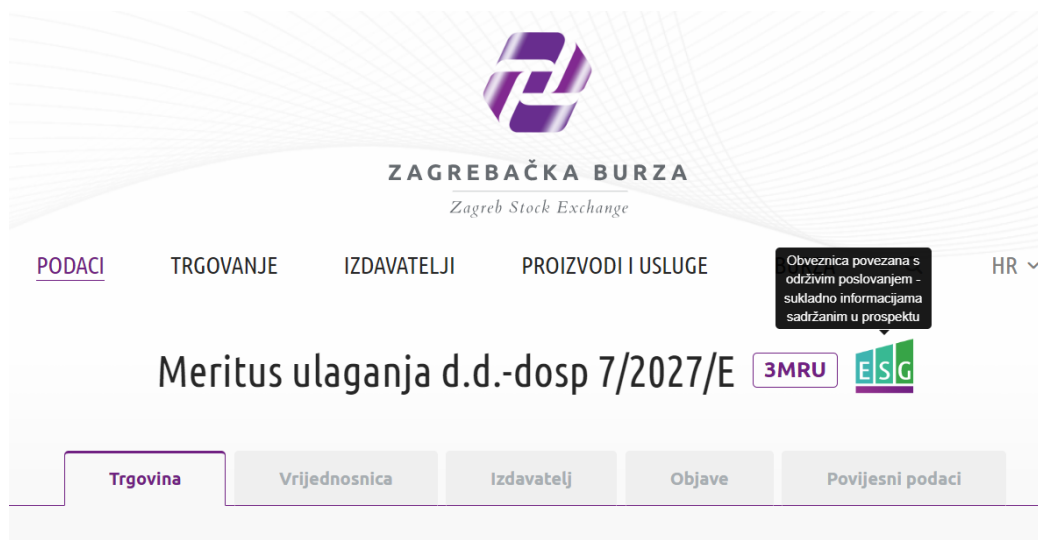 ZAGREBAČKA BURZA
Zagreb Stock Exchange
PODACI TRGOVANJE IZDAVATELJI PROIZVODI I USLUGE BURZA HR
Obveznica povezana s
održivim poslovanjem -
sukladno informacijama
sadržanim u prospektu
Meritus ulaganja d.d.-dosp 7/2027/E 3MRU ESG
Trgovina Vrijednosnica Izdavatelj Objave Povijesni podaci